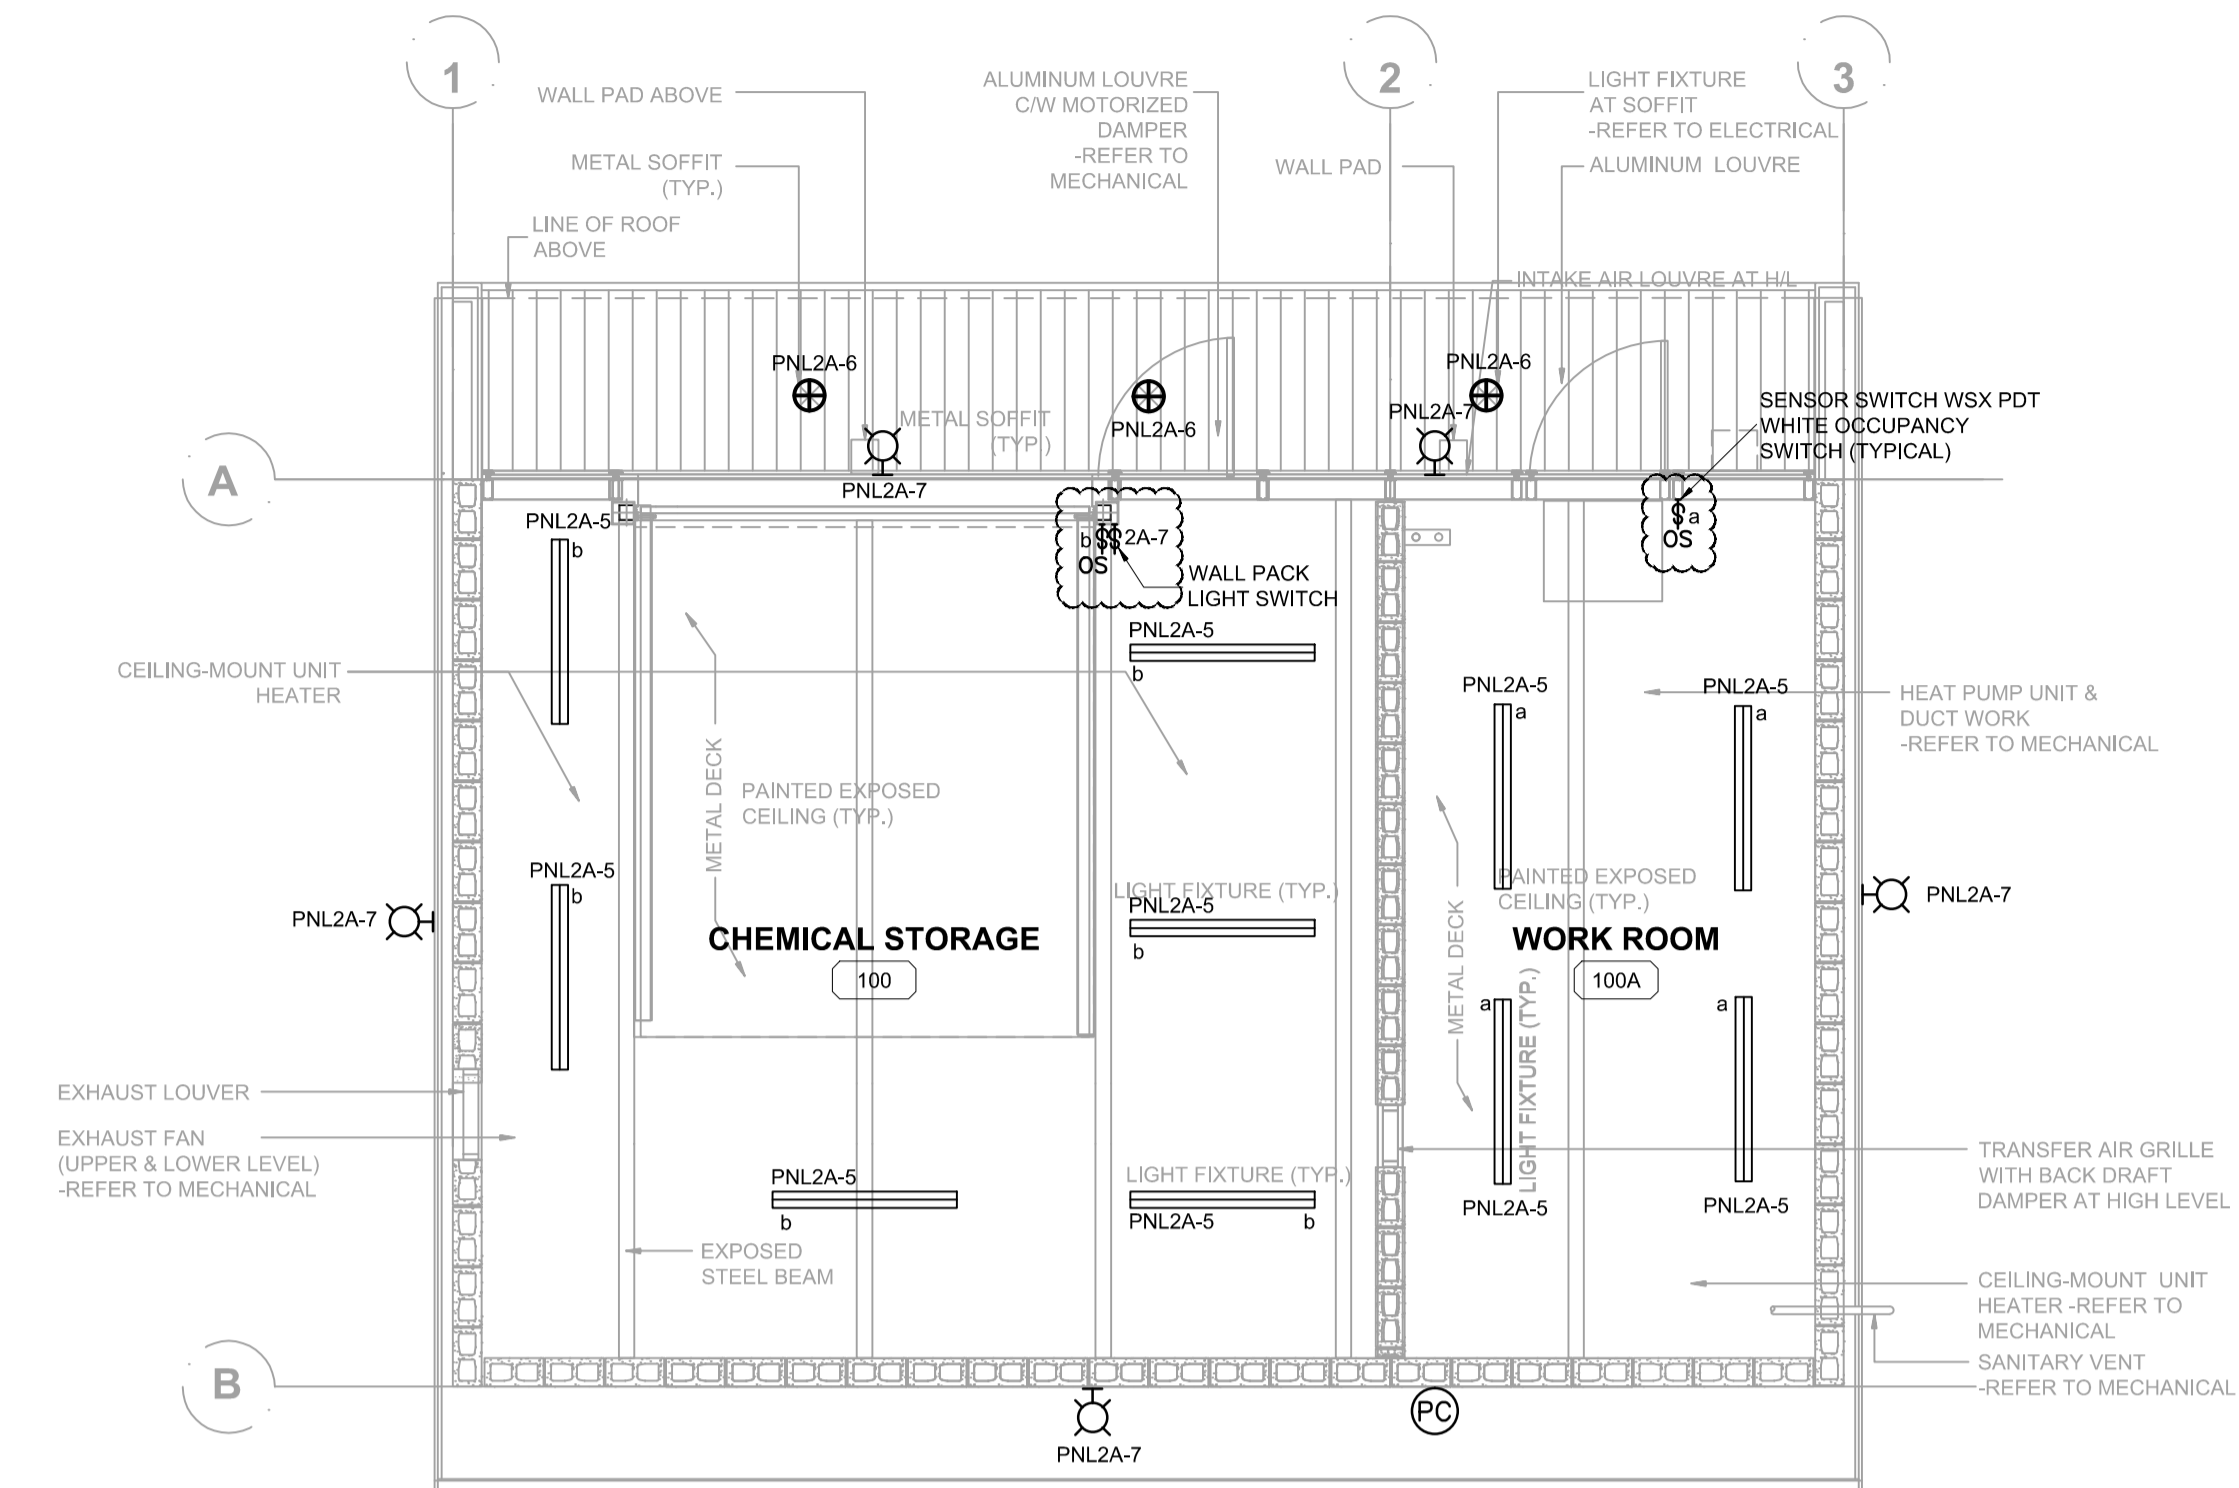 1
2
3
WALL PAD ABOVE
METAL SOFFIT
(TYP.)
LINE OF ROOF
ABOVE
ALUMINUM LOUVRE
C/W MOTORIZED
DAMPER
-REFER TO
MECHANICAL
WALL PAD
LIGHT FIXTURE
AT SOFFIT
-REFER TO ELECTRICAL
ALUMINUM LOUVRE
INTAKE AIR LOUVRE AT H/L
PNL2A-6
PNL2A-6
PNL2A-6
METAL SOFFIT
(TYP.)
PNL2A-7
PNL2A-7
SENSOR SWITCH WSX PDT
WHITE OCCUPANCY
SWITCH (TYPICAL)
A
PNL2A-5
b
b $$ 2A-7
OS
WALL PACK
LIGHT SWITCH
$ a
OS
PNL2A-5
b
CEILING-MOUNT UNIT
HEATER
METAL DECK
PAINTED EXPOSED
CEILING (TYP.)
PNL2A-5
a
PNL2A-5
a
HEAT PUMP UNIT &
DUCT WORK
-REFER TO MECHANICAL
PNL2A-5
b
PNL2A-7
LIGHT FIXTURE (TYP.)
PNL2A-5
b
CHEMICAL STORAGE
100
METAL DECK
PAINTED EXPOSED
CEILING (TYP.)
WORK ROOM
100A
PNL2A-7
a
a
LIGHT FIXTURE (TYP.)
EXHAUST LOUVER
EXHAUST FAN
(UPPER & LOWER LEVEL)
-REFER TO MECHANICAL
PNL2A-5
b
LIGHT FIXTURE (TYP.)
PNL2A-5
b
PNL2A-5
PNL2A-5
TRANSFER AIR GRILLE
WITH BACK DRAFT
DAMPER AT HIGH LEVEL
EXPOSED
STEEL BEAM
CEILING-MOUNT UNIT
HEATER -REFER TO
MECHANICAL
SANITARY VENT
-REFER TO MECHANICAL
B
PC
PNL2A-7